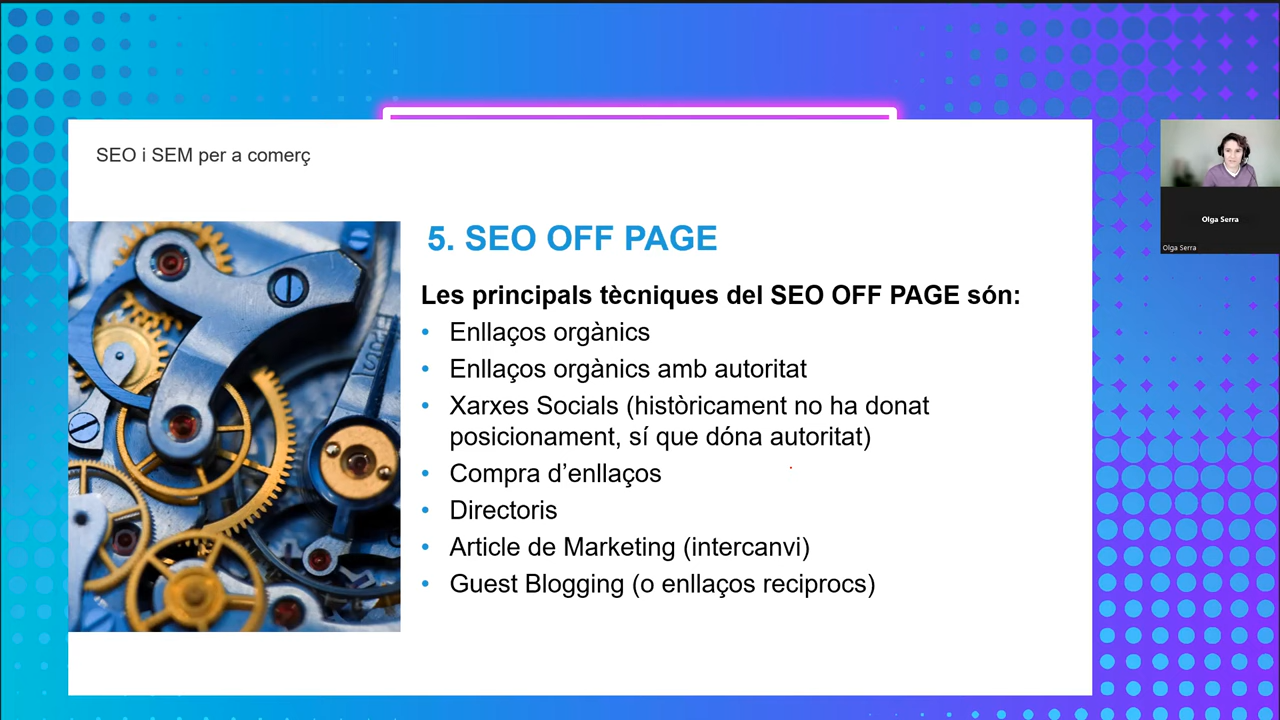 SEO i SEM per a comerç
5. SEO OFF PAGE
Les principals tècniques del SEO OFF PAGE són:
• Enllaços orgànics
• Enllaços orgànics amb autoritat
• Xarxes Socials (històricament no ha donat
posicionament, sí que dóna autoritat)
• Compra d’enllaços
• Directoris
• Article de Marketing (intercanvi)
• Guest Blogging (o enllaços reciprocs)
Olga Serra
Olga Serra